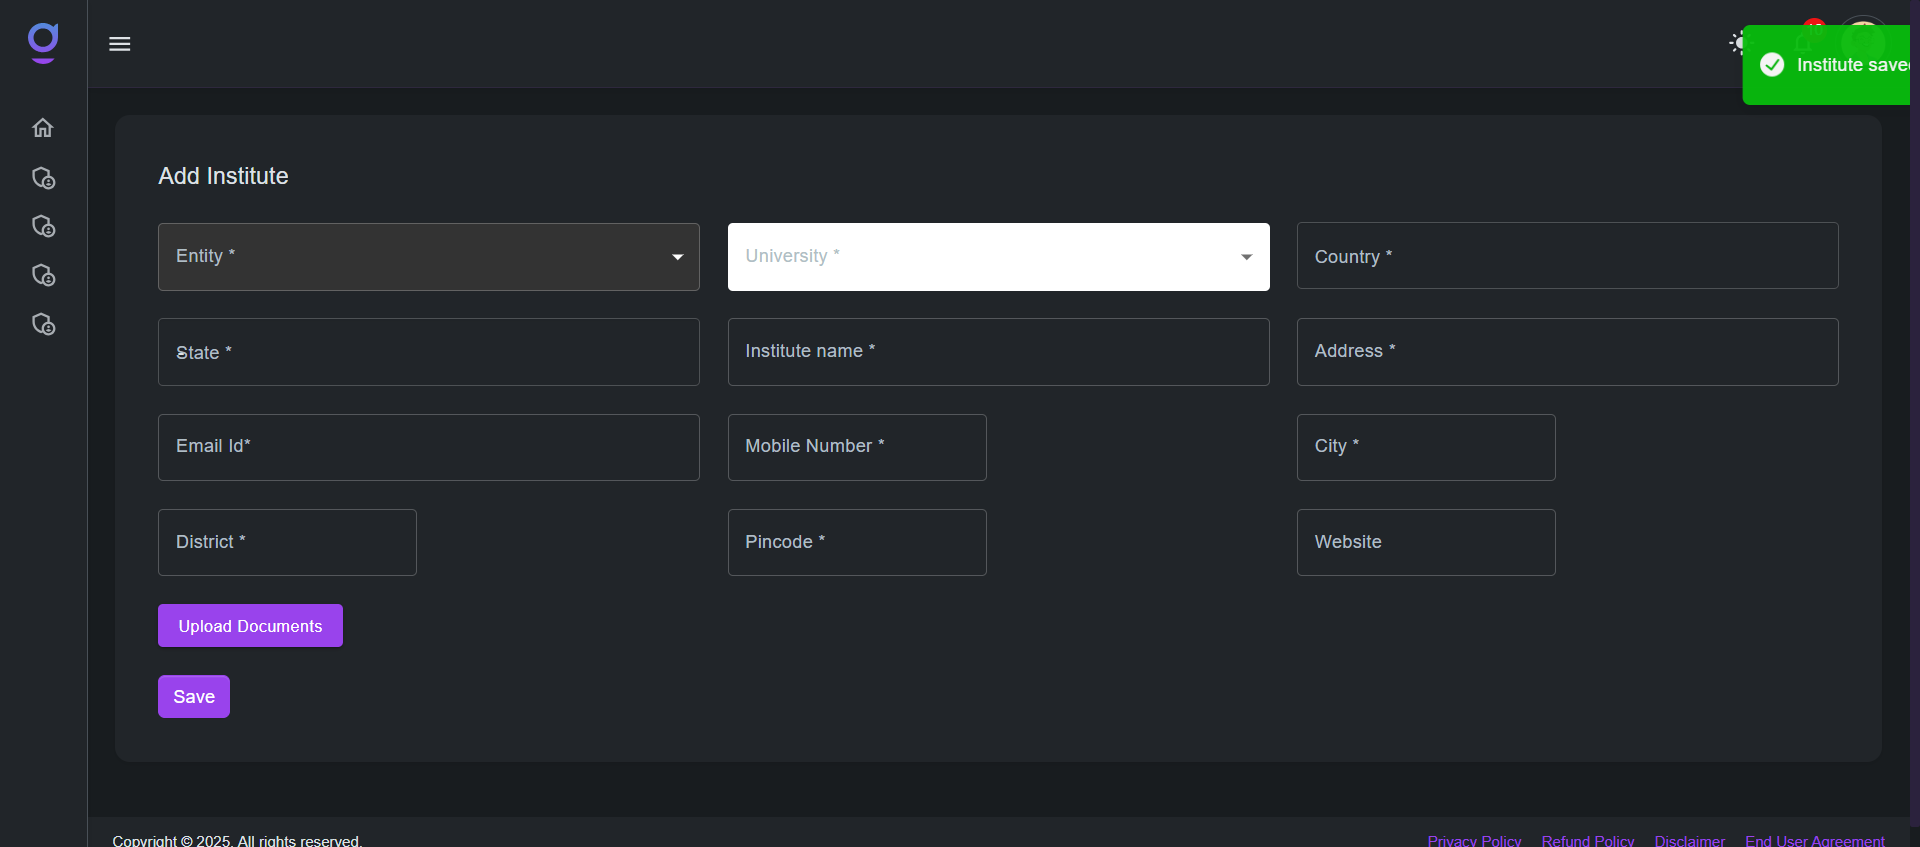 10
Institute save
Add Institute
Entity *
University *
Country *
State *
Institute name *
Address *
Email Id*
Mobile Number *
City *
District *
Pincode *
Website
Upload Documents
Save
Copyright © 2025. All rights reserved.
Privacy Policy Refund Policy Disclaimer End User Agreement